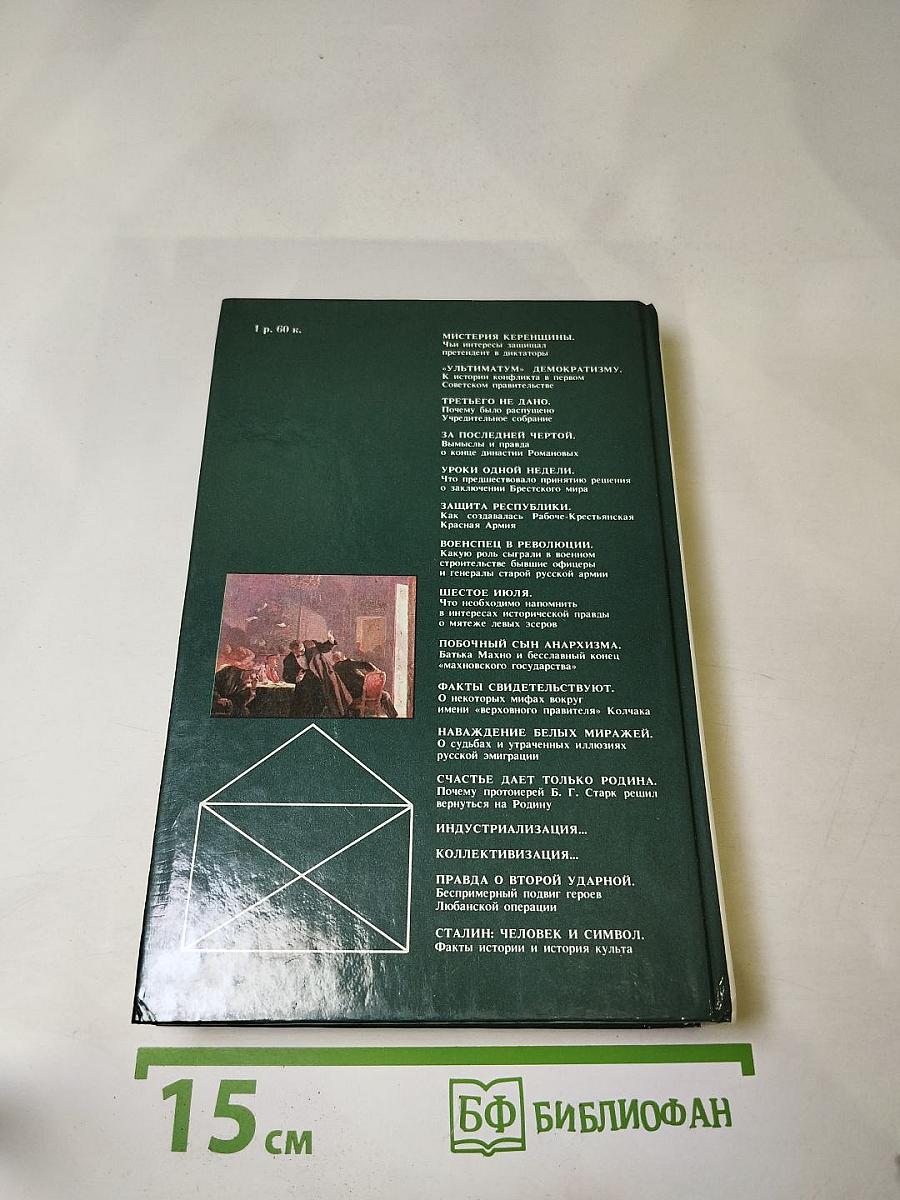 1 р. 60 к.
МИСТЕРИЯ КЕРЕНЩИНЫ.
Чьи интересы защищал
претендент в диктаторы
«УЛЬТИМАТУМ» ДЕМОКРАТИЗМУ.
К истории конфликта в первом
Советском правительстве
ТРЕТЬЕГО НЕ ДАНО.
Почему было распущено
Учредительное собрание
ЗА ПОСЛЕДНЕЙ ЧЕРТОЙ.
Вымыслы и правда
о конце династии Романовых
УРОКИ ОДНОЙ НЕДЕЛИ.
Что предшествовало принятию решения
о заключении Брестского мира
ЗАЩИТА РЕСПУБЛИКИ.
Как создавалась Рабоче-Крестьянская
Красная Армия
ВОЕНСПЕЦ В РЕВОЛЮЦИИ.
Какую роль сыграли в военном
строительстве бывшие офицеры
и генералы старой русской армии
ШЕСТОЕ ИЮЛЯ.
Что необходимо напомнить
в интересах исторической правды
о мятеже левых эсеров
ПОБОЧНЫЙ СЫН АНАРХИЗМА.
Батька Махно и бесславный конец
«махновского государства»
ФАКТЫ СВИДЕТЕЛЬСТВУЮТ.
О некоторых мифах вокруг
имени «верховного правителя» Колчака
НАВАЖДЕНИЕ БЕЛЫХ МИРАЖЕЙ.
О судьбах и утраченных иллюзиях
русской эмиграции
СЧАСТЬЕ ДАЕТ ТОЛЬКО РОДИНА.
Почему протоиерей Б. Г. Старк решил
вернуться на Родину
ИНДУСТРИАЛИЗАЦИЯ...
КОЛЛЕКТИВИЗАЦИЯ...
ПРАВДА О ВТОРОЙ УДАРНОЙ.
Беспримерный подвиг героев
Любанской операции
СТАЛИН: ЧЕЛОВЕК И СИМВОЛ.
Факты истории и история культа
15 см
БФ БИБЛИОФАН